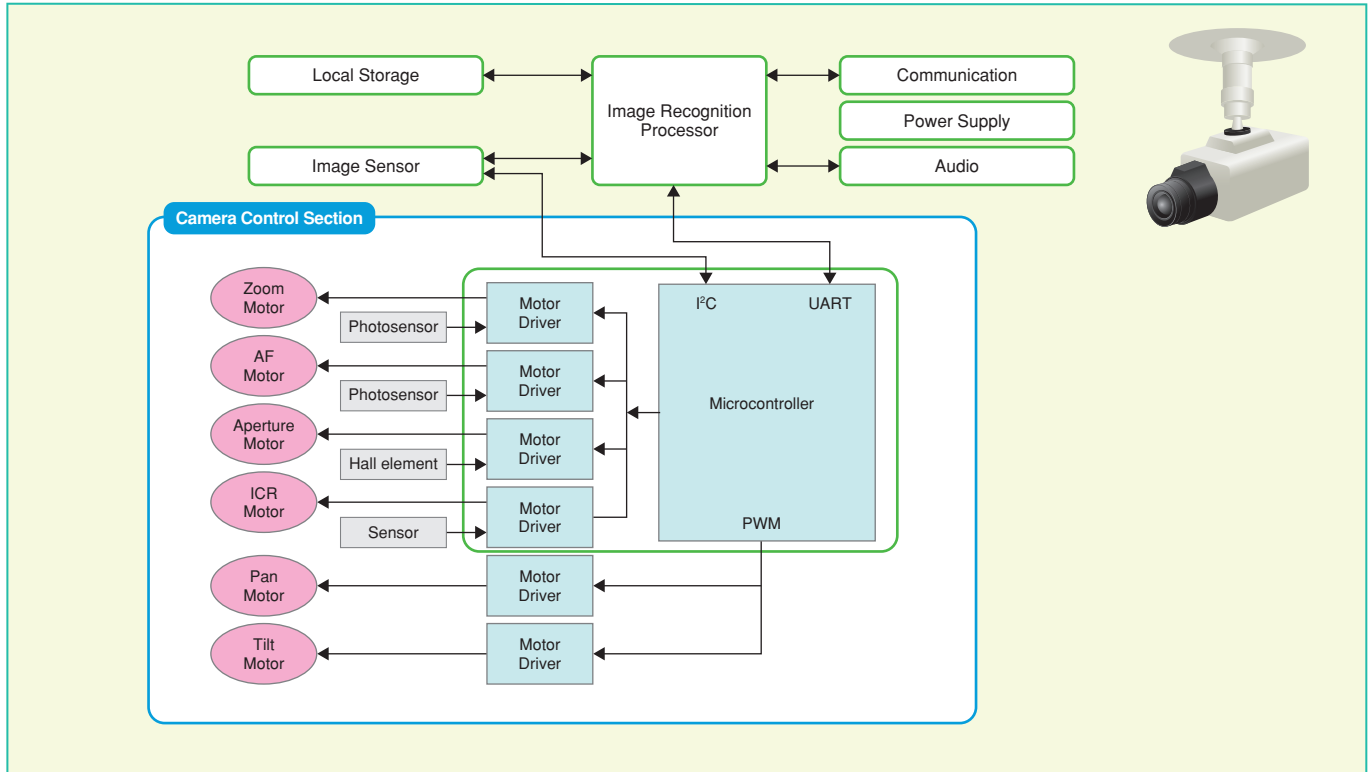 Local Storage
Image Recognition
Processor
Communication
Power Supply
Image Sensor
Audio
Camera Control Section
Zoom
Motor
Photosensor
Motor
Driver
I²C
UART
AF
Motor
Photosensor
Motor
Driver
Microcontroller
Aperture
Motor
Hall element
Motor
Driver
ICR
Motor
Sensor
Motor
Driver
PWM
Pan
Motor
Motor
Driver
Tilt
Motor
Motor
Driver